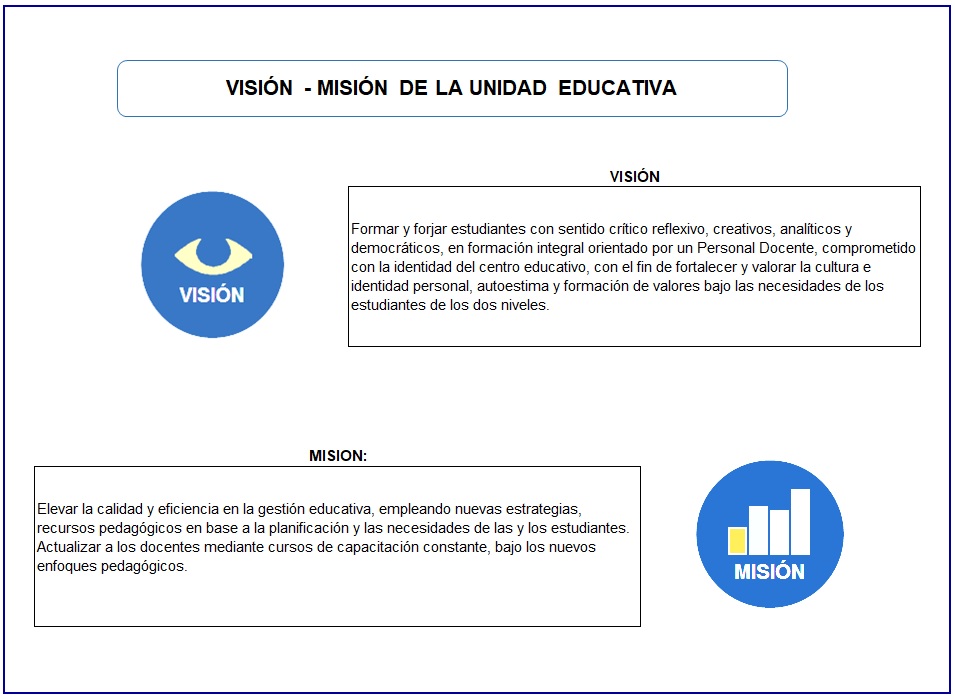 VISIÓN - MISIÓN DE LA UNIDAD EDUCATIVA
VISIÓN
VISIÓN
Formar y forjar estudiantes con sentido crítico reflexivo, creativos, analíticos y
democráticos, en formación integral orientado por un Personal Docente, comprometido
con la identidad del centro educativo, con el fin de fortalecer y valorar la cultura e
identidad personal, autoestima y formación de valores bajo las necesidades de los
estudiantes de los dos niveles.
MISION:
Elevar la calidad y eficiencia en la gestión educativa, empleando nuevas estrategias,
recursos pedagógicos en base a la planificación y las necesidades de las y los estudiantes.
Actualizar a los docentes mediante cursos de capacitación constante, bajo los nuevos
enfoques pedagógicos.
MISIÓN